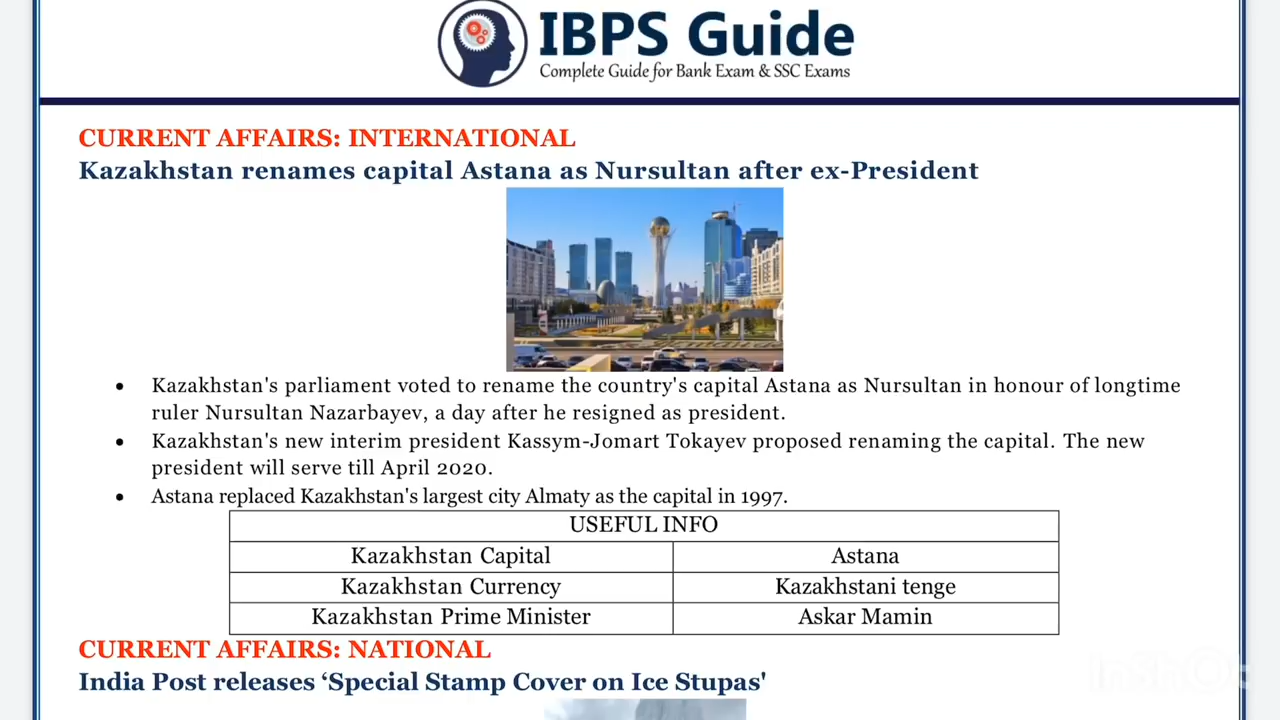 IBPS Guide
Complete Guide for Bank Exam & SSC Exams
CURRENT AFFAIRS: INTERNATIONAL
Kazakhstan renames capital Astana as Nursultan after ex-President
• Kazakhstan's parliament voted to rename the country's capital Astana as Nursultan in honour of longtime
ruler Nursultan Nazarbayev, a day after he resigned as president.
• Kazakhstan's new interim president Kassym-Jomart Tokayev proposed renaming the capital. The new
president will serve till April 2020.
• Astana replaced Kazakhstan's largest city Almaty as the capital in 1997.
USEFUL INFO
Kazakhstan Capital Astana
Kazakhstan Currency Kazakhstani tenge
Kazakhstan Prime Minister Askar Mamin
CURRENT AFFAIRS: NATIONAL
India Post releases ‘Special Stamp Cover on Ice Stupas'
InShOt